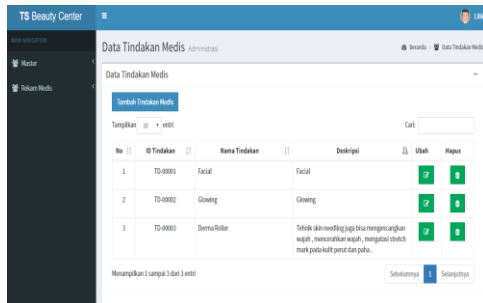 TS Beauty Center
MAIN NAVIGATION
Master
Rekam Medis
Data Tindakan Medis Administrasi
Beranda Data Tindakan Medis
Data Tindakan Medis
Tambah Tindakan Medis
Tampilkan 10 entri
Cari:
No ID Tindakan Nama Tindakan Deskripsi Ubah Hapus
1 TD-00001 Facial Facial
2 TD-00002 Glowing Glowing
3 TD-00003 Derma Roller Tehnik skin needling juga bisa mengencangkan
wajah , mencerahkan wajah , mengatasi stretch
mark pada kulit perut dan paha .
Menampilkan 1 sampai 3 dari 3 entri
Sebelumnya 1 Selanjutnya